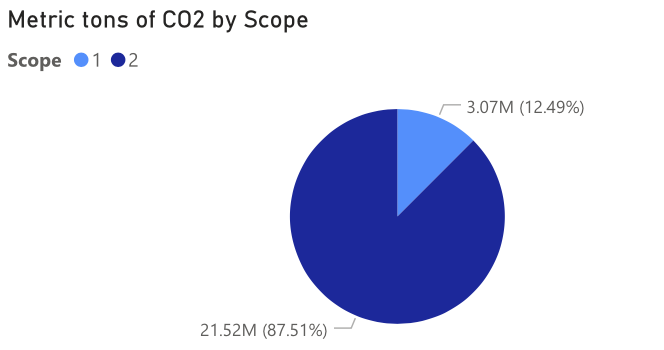 Metric tons of CO2 by Scope
Scope 1 2
3.07M (12.49%)
21.52M (87.51%)